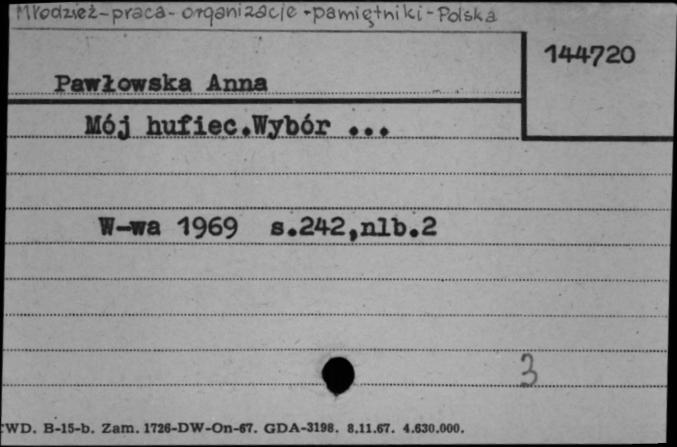 Młodzież-praca-organizacje-pamiętniki-Polska
144720
Pawłowska Anna
Mój hufiec.Wybór ...
W-wa 1969 s.242,nlb.2
3
CWD. B-15-b. Zam. 1726-DW-On-67. GDA-3198. 8.11.67. 4.630.000.